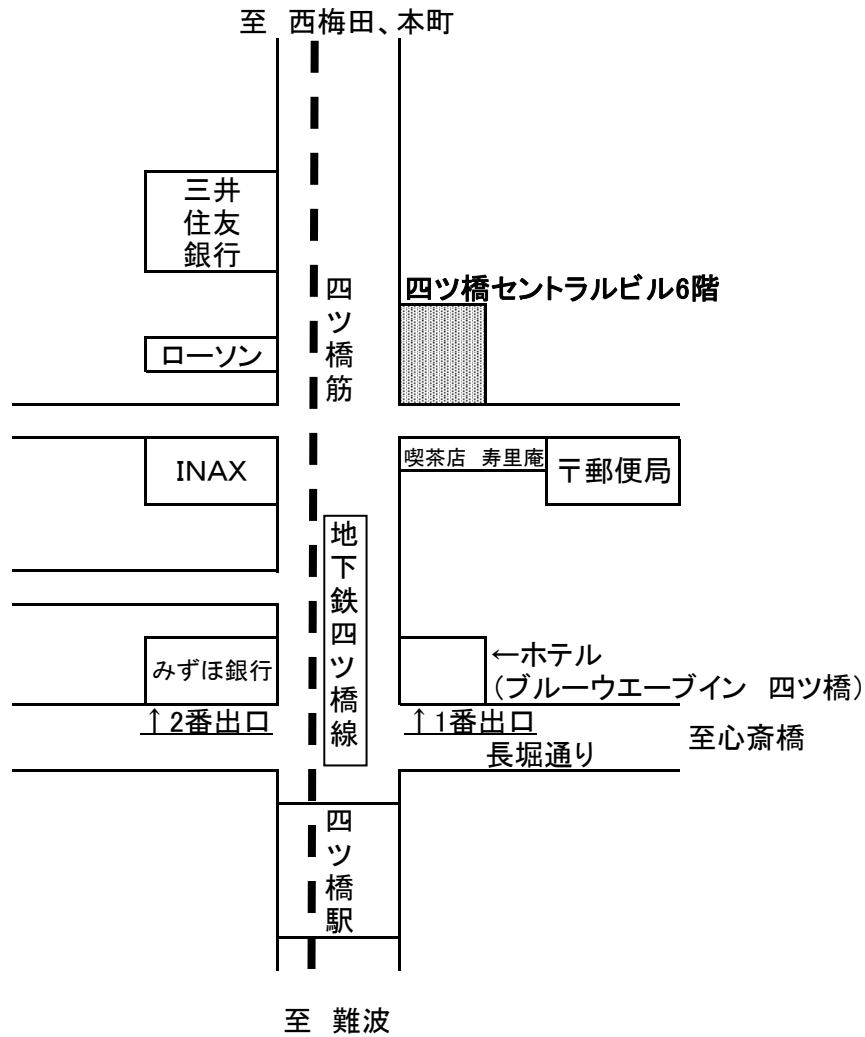 至　西梅田、本町
三井
住友
銀行
四ツ橋筋
四ツ橋セントラルビル6階
ローソン
INAX
喫茶店　寿里庵
〒郵便局
地下鉄四ツ橋線
みずほ銀行
←ホテル
（ブルーウエーブイン　四ツ橋）
↑2番出口
↑1番出口
長堀通り
至心斎橋
四ツ橋駅
至　難波